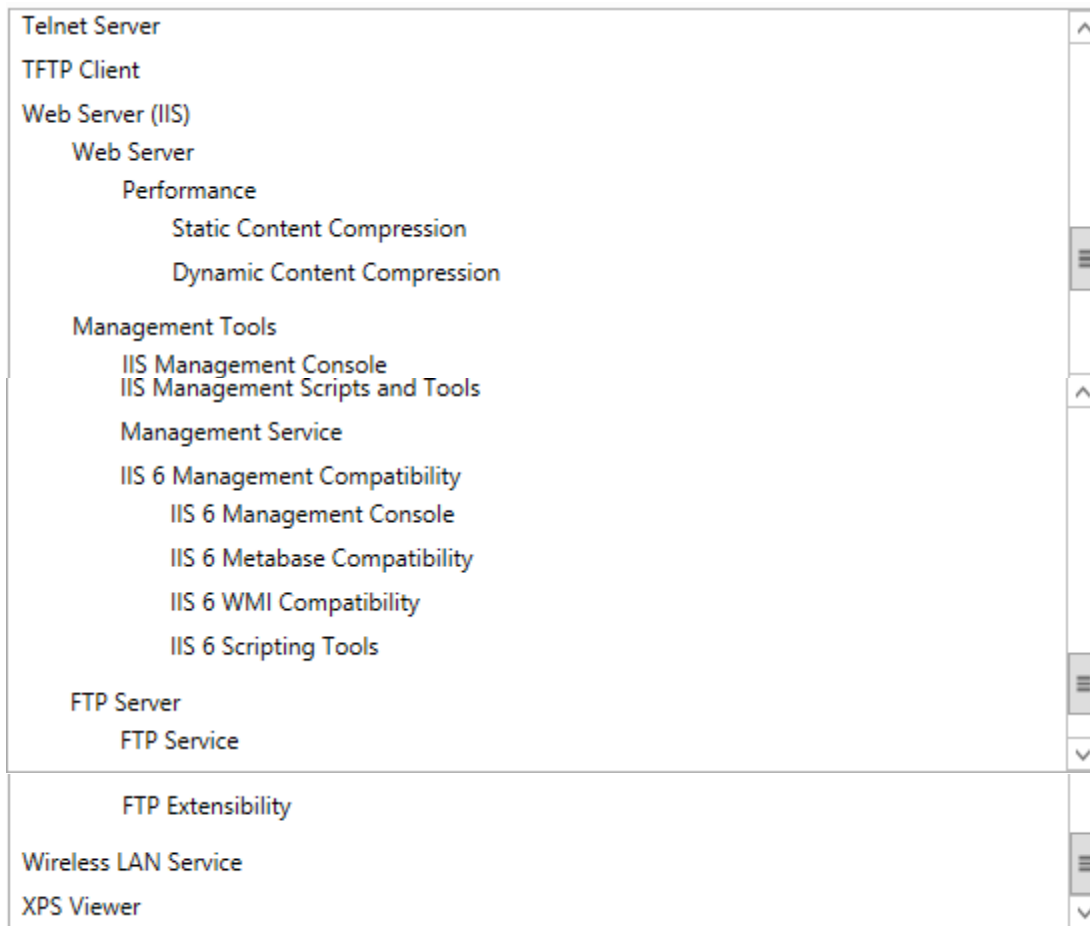 Telnet Server
TFTP Client
Web Server (IIS)
Web Server
Performance
Static Content Compression
Dynamic Content Compression
Management Tools
IIS Management Console
IIS Management Scripts and Tools
Management Service
IIS 6 Management Compatibility
IIS 6 Management Console
IIS 6 Metabase Compatibility
IIS 6 WMI Compatibility
IIS 6 Scripting Tools
FTP Server
FTP Service
FTP Extensibility
Wireless LAN Service
XPS Viewer